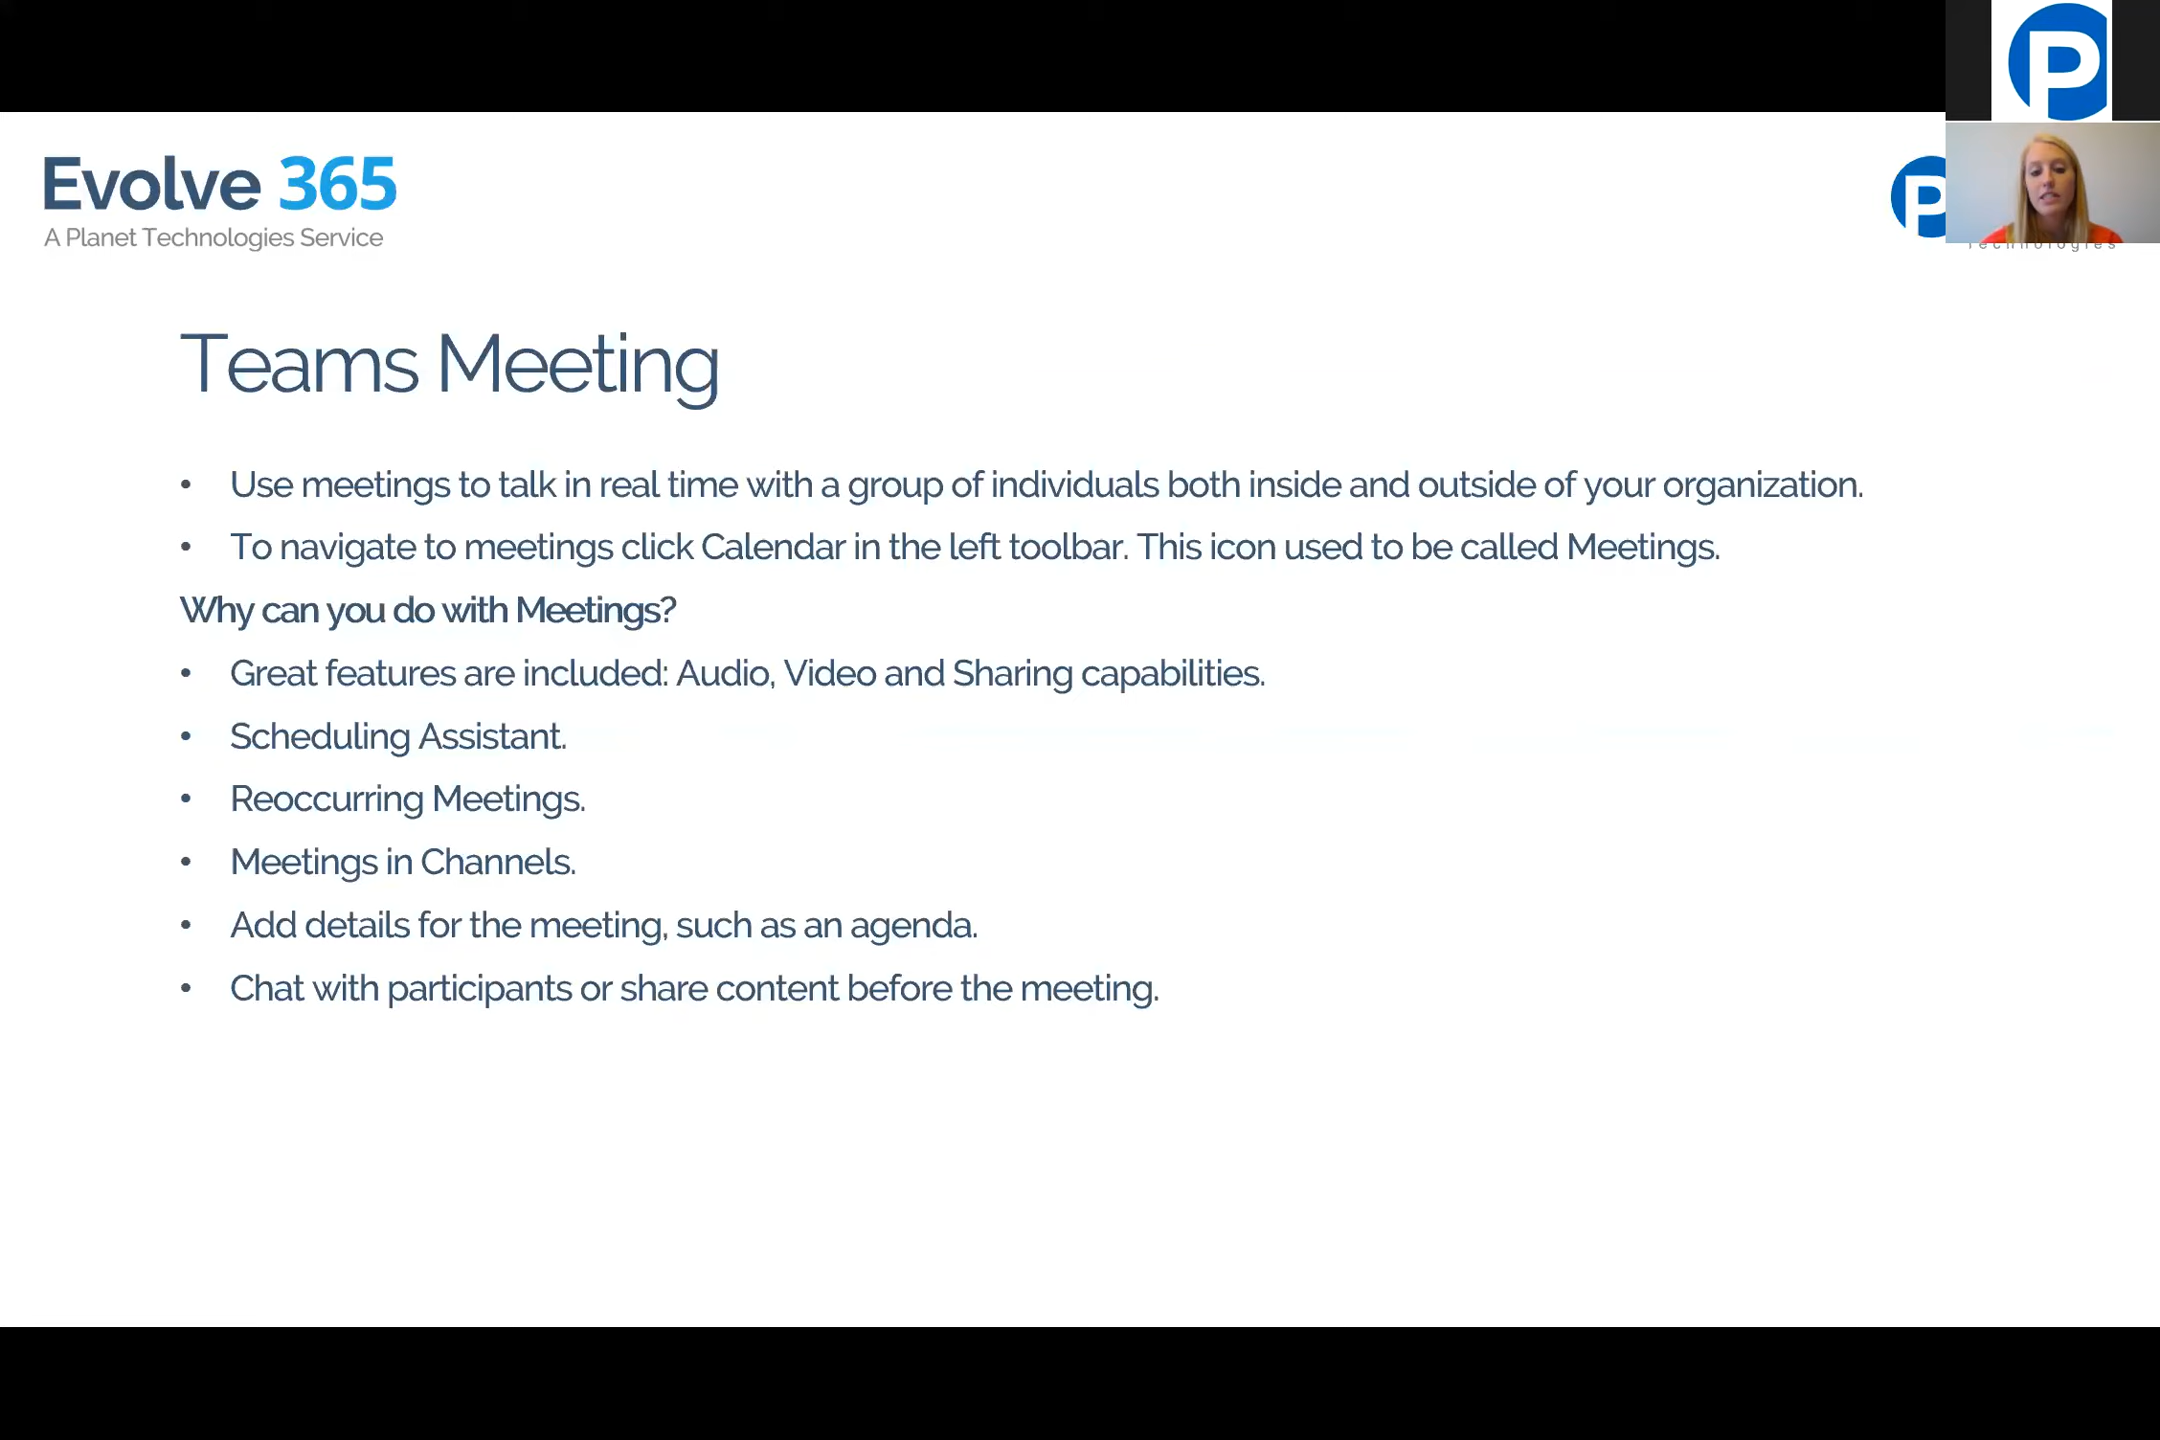 Evolve 365
A Planet Technologies Service
P
P
Technologies
Teams Meeting
• Use meetings to talk in real time with a group of individuals both inside and outside of your organization.
• To navigate to meetings click Calendar in the left toolbar. This icon used to be called Meetings.
Why can you do with Meetings?
• Great features are included: Audio, Video and Sharing capabilities.
• Scheduling Assistant.
• Reoccurring Meetings.
• Meetings in Channels.
• Add details for the meeting, such as an agenda.
• Chat with participants or share content before the meeting.